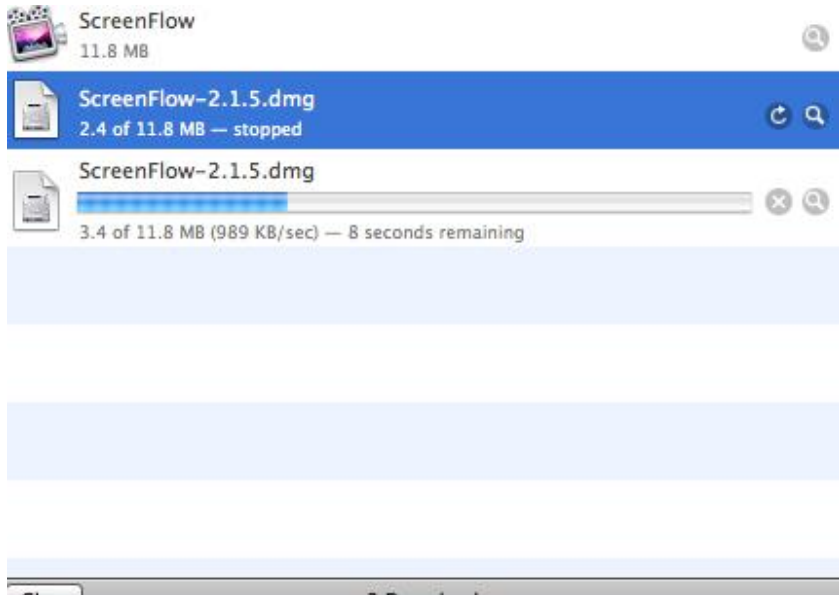 ScreenFlow
11.8 MB
ScreenFlow-2.1.5.dmg
2.4 of 11.8 MB — stopped
ScreenFlow-2.1.5.dmg
3.4 of 11.8 MB (989 KB/sec) — 8 seconds remaining